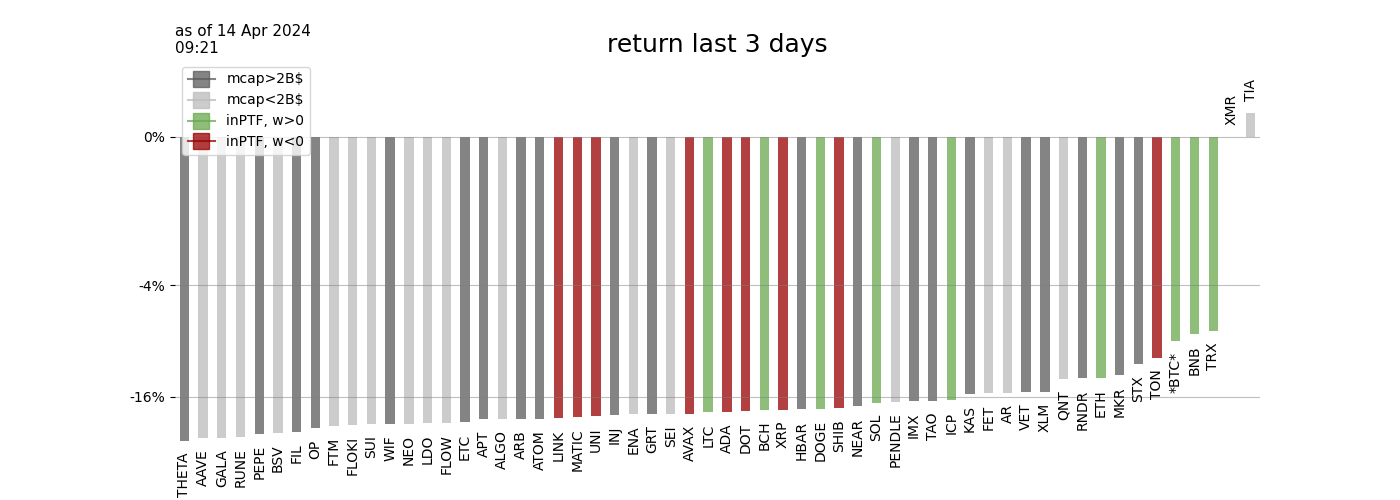 as of 14 Apr 2024
09:21
return last 3 days
mcap>2B$
mcap<2B$
inPTF, w>0
inPTF, w<0
0%
-4%
-16%
THETA
AAVE
GALA
RUNE
PEPE
BSV
FIL
OP
FTM
FLOKI
SUI
WIF
NEO
LDO
FLOW
ETC
APT
ALGO
ARB
ATOM
LINK
MATIC
UNI
INJ
ENA
GRT
SEI
AVAX
LTC
ADA
DOT
BCH
XRP
HBAR
DOGE
SHIB
NEAR
SOL
PENDLE
IMX
TAO
ICP
KAS
FET
AR
VET
XLM
QNT
RNDR
ETH
MKR
STX
TON
*BTC*
BNB
TRX
XMR
TIA